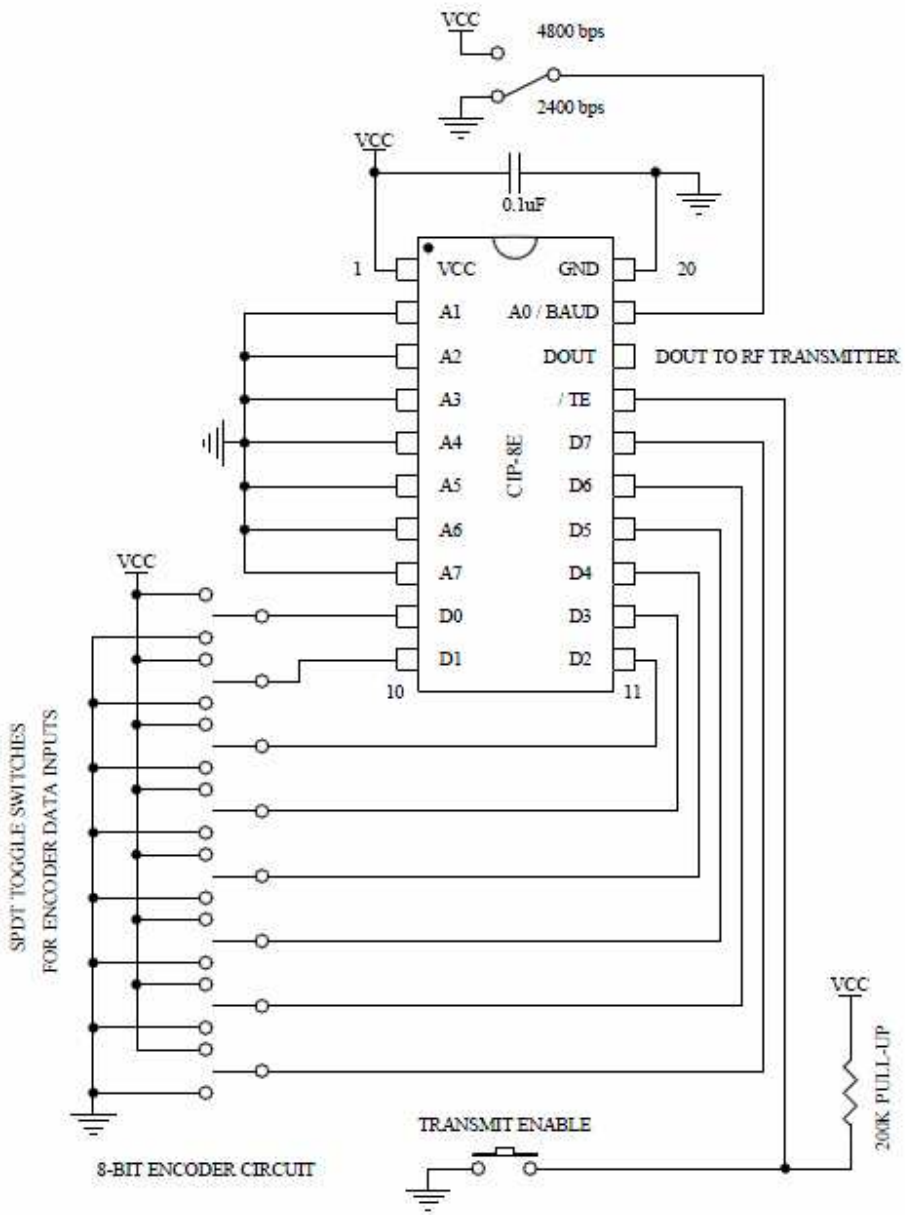 VCC
4800 bps
2400 bps
VCC
0.1uF
1
VCC
GND
20
A1
A0 / BAUD
A2
DOUT
DOUT TO RF TRANSMITTER
A3
/ TE
A4
D7
A5
D6
A6
D5
A7
D4
D0
D3
D1
D2
CIP-8E
10
11
VCC
SPDT TOGGLE SWITCHES
FOR ENCODER DATA INPUTS
VCC
200K PULL-UP
TRANSMIT ENABLE
8-BIT ENCODER CIRCUIT